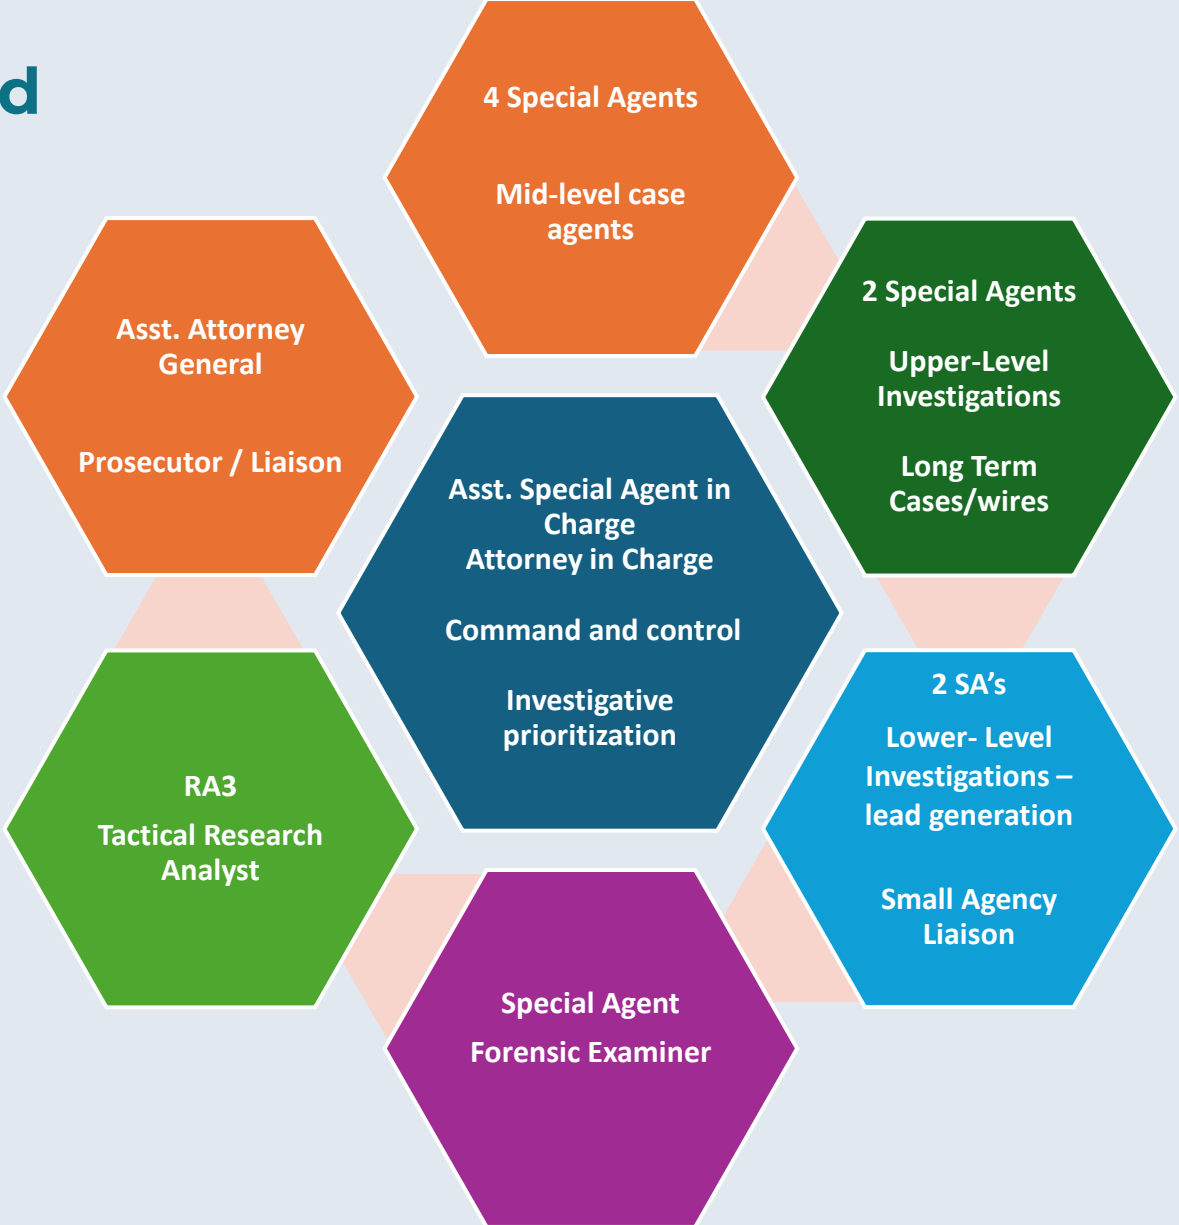 d
4 Special Agents
Mid-level case
agents
2 Special Agents
Upper-Level
Investigations
Long Term
Cases/wires
2 SA’s
Lower- Level
Investigations –
lead generation
Small Agency
Liaison
Special Agent
Forensic Examiner
RA3
Tactical Research
Analyst
Asst. Attorney
General
Prosecutor / Liaison
Asst. Special Agent in
Charge
Attorney in Charge
Command and control
Investigative
prioritization